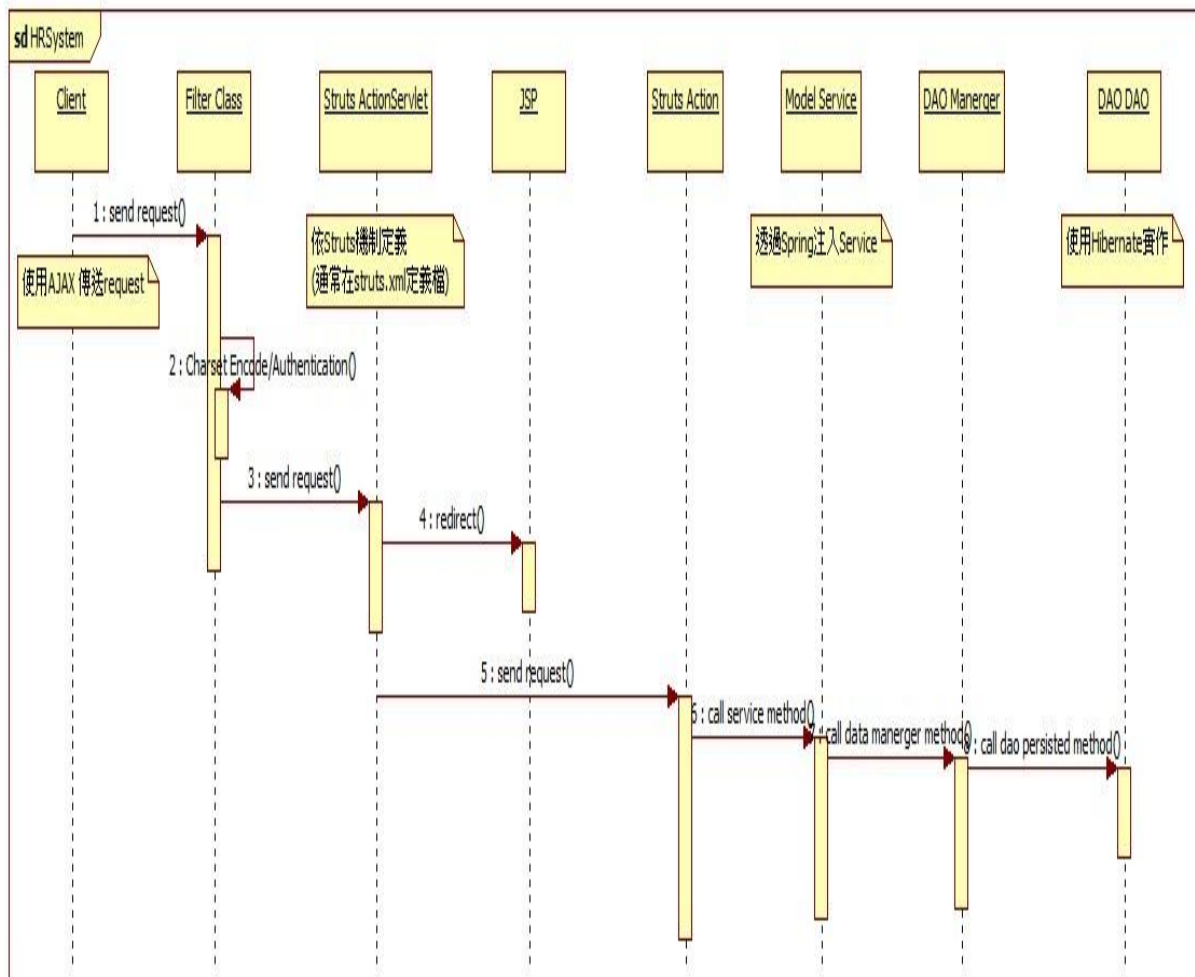 sd HRSystem
Client
Filter Class
Struts ActionServlet
JSP
Struts Action
Model Service
DAO Manerger
DAO DAO
1 : send request()
使用AJAX 傳送request
依Struts機制定義
(通常在struts.xml定義檔)
透過Spring注入Service
使用Hibernate實作
2 : Charset Encode/Authentication()
3 : send request()
4 : redirect()
5 : send request()
6 : call service method()
7 : call data manerger method()
8 : call dao persisted method()